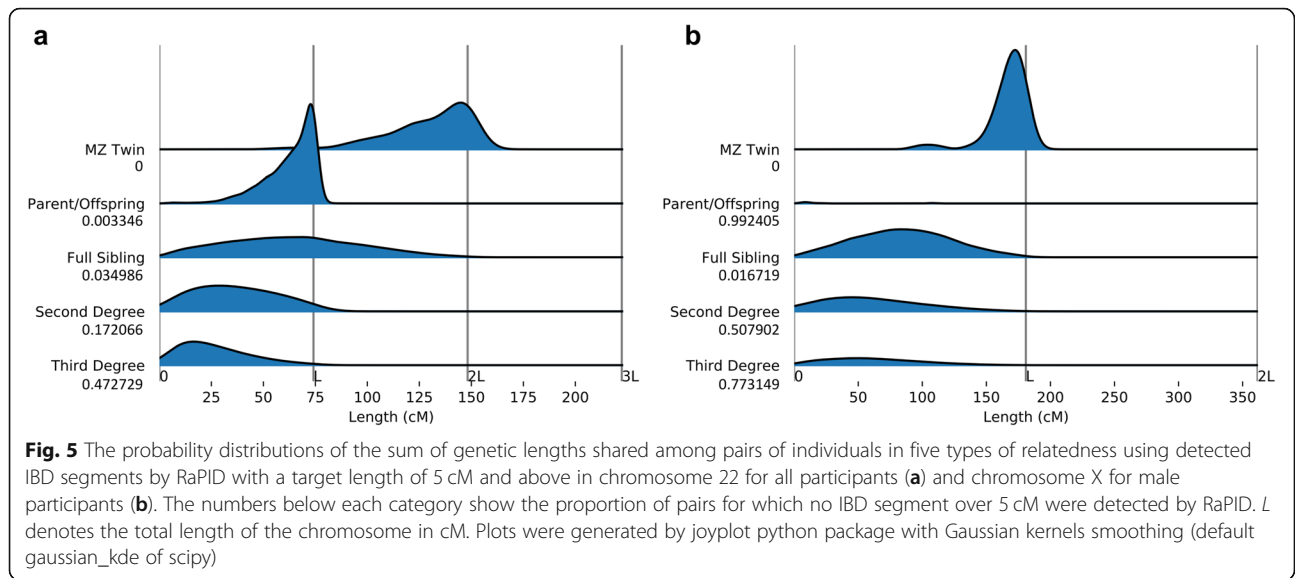 a
MZ Twin
0
Parent/Offspring
0.003346
Full Sibling
0.034986
Second Degree
0.172066
Third Degree
0.472729
0 L 2L 3L
25 50 75 100 125 150 175 200
Length (cM)
b
MZ Twin
0
Parent/Offspring
0.992405
Full Sibling
0.016719
Second Degree
0.507902
Third Degree
0.773149
0 L 2L
50 100 150 200 250 300 350
Length (cM)
Fig. 5 The probability distributions of the sum of genetic lengths shared among pairs of individuals in five types of relatedness using detected
IBD segments by RaPID with a target length of 5 cM and above in chromosome 22 for all participants (a) and chromosome X for male
participants (b). The numbers below each category show the proportion of pairs for which no IBD segment over 5 cM were detected by RaPID. L
denotes the total length of the chromosome in cM. Plots were generated by joyplot python package with Gaussian kernels smoothing (default
gaussian_kde of scipy)